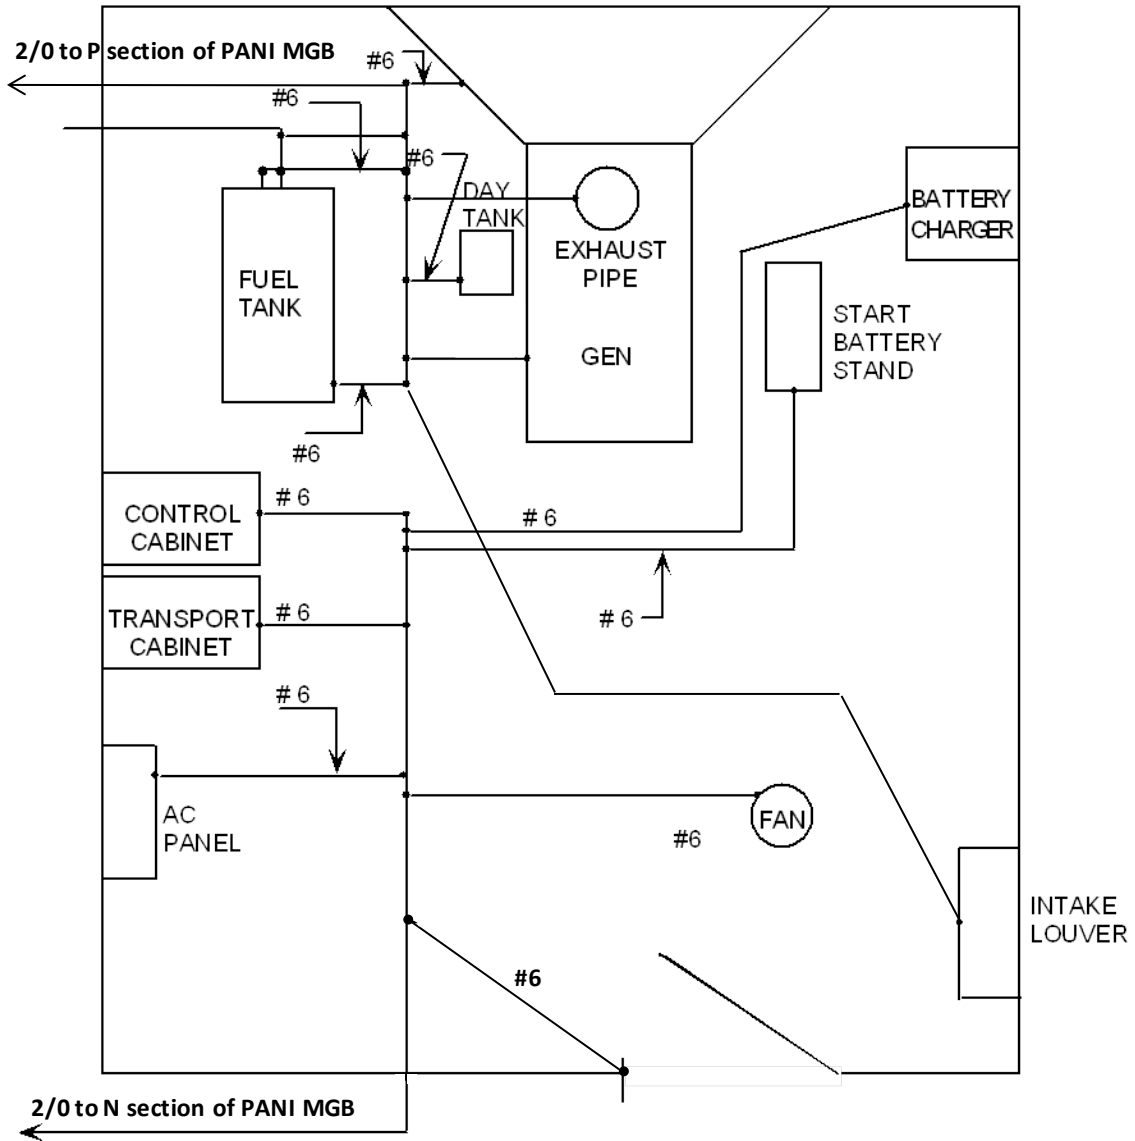 2/0 to P section of PANI MGB
#6
#6
#6
DAY
TANK
BATTERY
CHARGER
EXHAUST
PIPE
FUEL
TANK
START
BATTERY
STAND
GEN
#6
# 6
CONTROL
CABINET
# 6
# 6
TRANSPORT
CABINET
# 6
# 6
AC
PANEL
FAN
#6
INTAKE
LOUVER
#6
2/0 to N section of PANI MGB